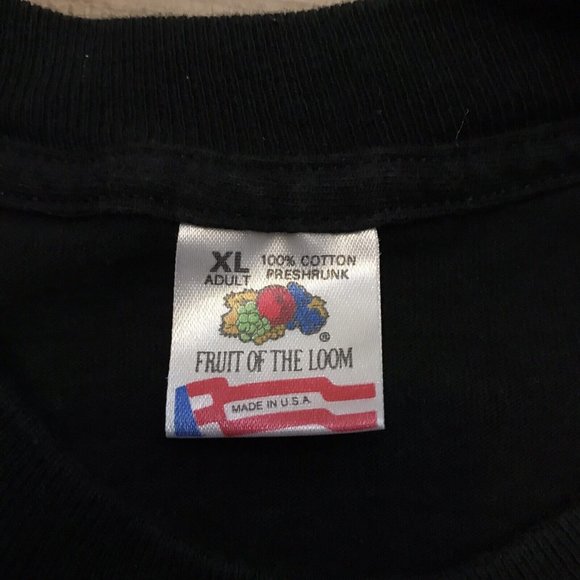 XL 100% COTTON
ADULT PRESHRUNK
®
FRUIT OF THE LOOM
MADE IN U.S.A.